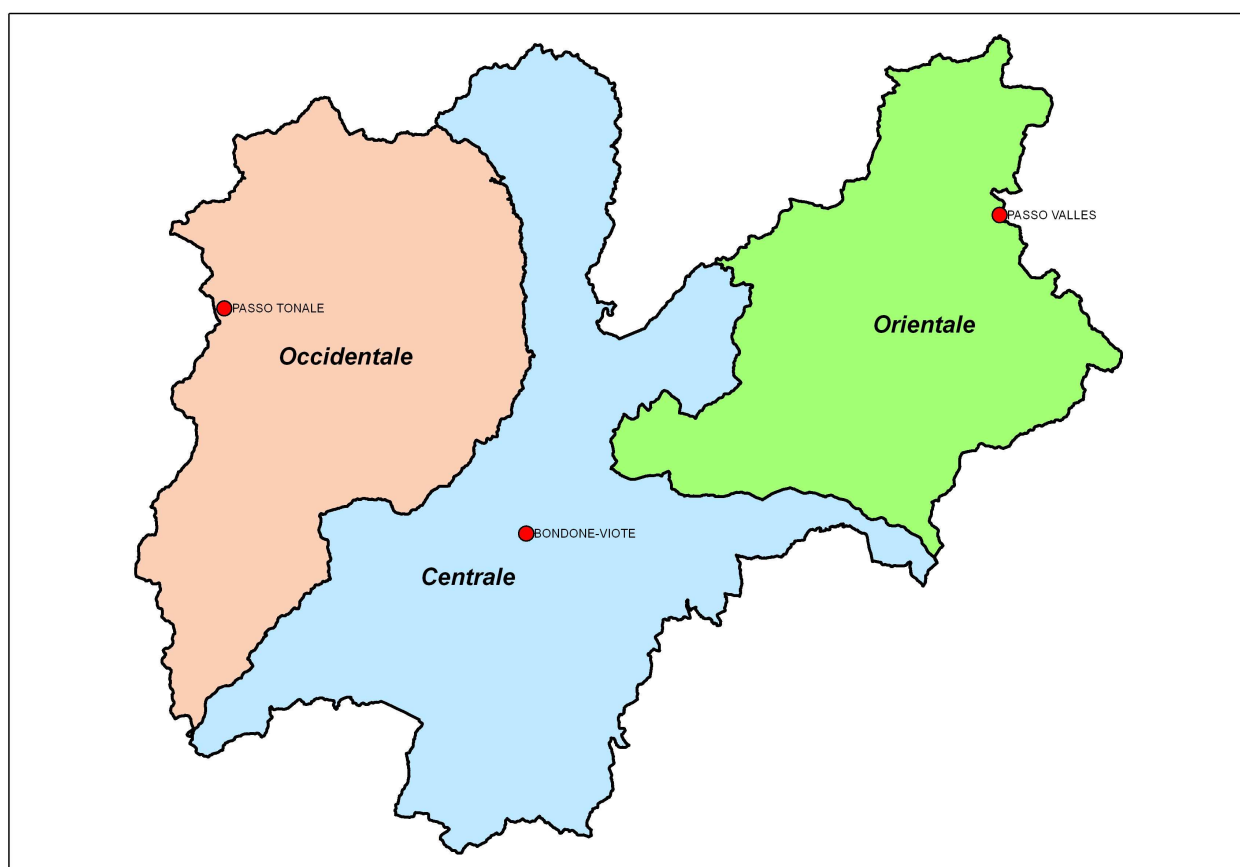 PASSO VALLES
PASSO TONALE
Orientale
Occidentale
BONDONE-VIOTE
Centrale